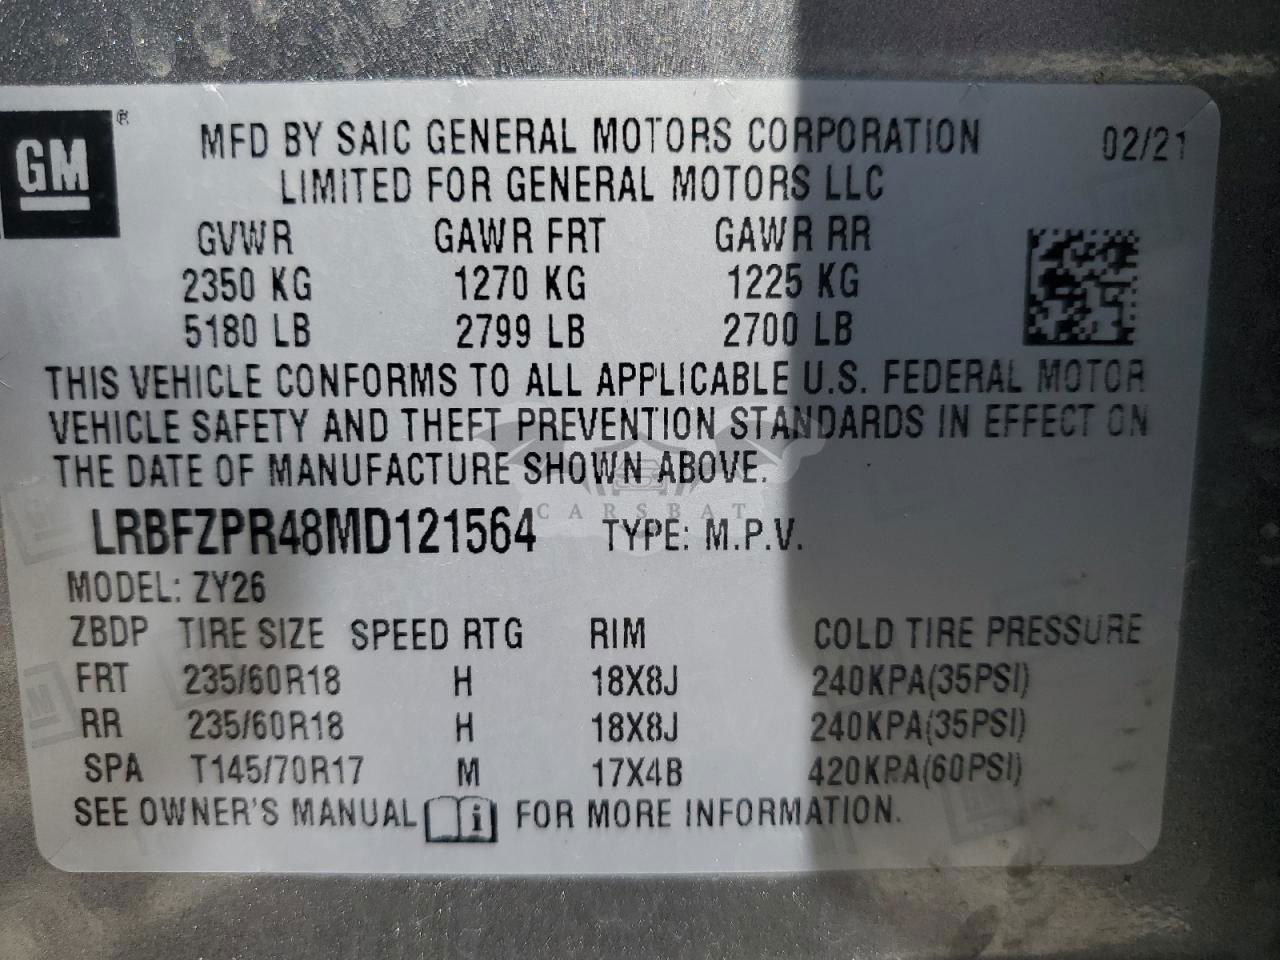 GM ®
MFD BY SAIC GENERAL MOTORS CORPORATION 02/21
LIMITED FOR GENERAL MOTORS LLC
GVWR GAWR FRT GAWR RR
2350 KG 1270 KG 1225 KG
5180 LB 2799 LB 2700 LB
THIS VEHICLE CONFORMS TO ALL APPLICABLE U.S. FEDERAL MOTOR
VEHICLE SAFETY AND THEFT PREVENTION STANDARDS IN EFFECT ON
THE DATE OF MANUFACTURE SHOWN ABOVE.
CARSBAT
LRBFZPR48MD121564 TYPE: M.P.V.
MODEL: ZY26
ZBDP TIRE SIZE SPEED RTG RIM COLD TIRE PRESSURE
FRT 235/60R18 H 18X8J 240KPA(35PSI)
RR 235/60R18 H 18X8J 240KPA(35PSI)
SPA T145/70R17 M 17X4B 420KPA(60PSI)
SEE OWNER'S MANUAL i FOR MORE INFORMATION.